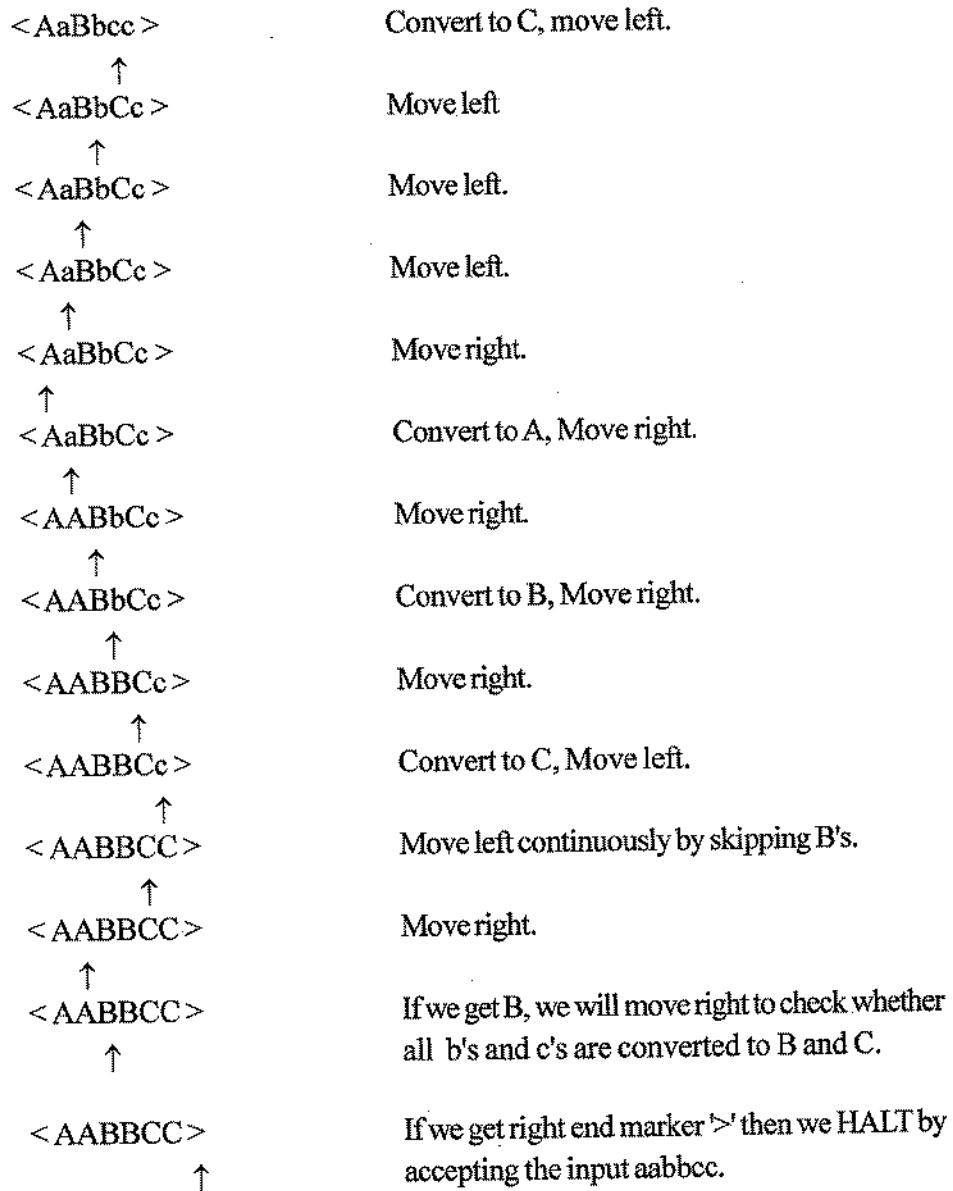 <AaBbcc> Convert to C, move left.
↑
<AaBbCc> Move left
↑
<AaBbCc> Move left.
↑
<AaBbCc> Move left.
↑
<AaBbCc> Move right.
↑
<AaBbCc> Convert to A, Move right.
↑
<AABbCc> Move right.
↑
<AABbCc> Convert to B, Move right.
↑
<AABBCc> Move right.
↑
<AABBCc> Convert to C, Move left.
↑
<AABBCC> Move left continuously by skipping B's.
↑
<AABBCC> Move right.
↑
<AABBCC> If we get B, we will move right to check whether
↑ all b's and c's are converted to B and C.
<AABBCC> If we get right end marker '>' then we HALT by
↑ accepting the input aabbcc.